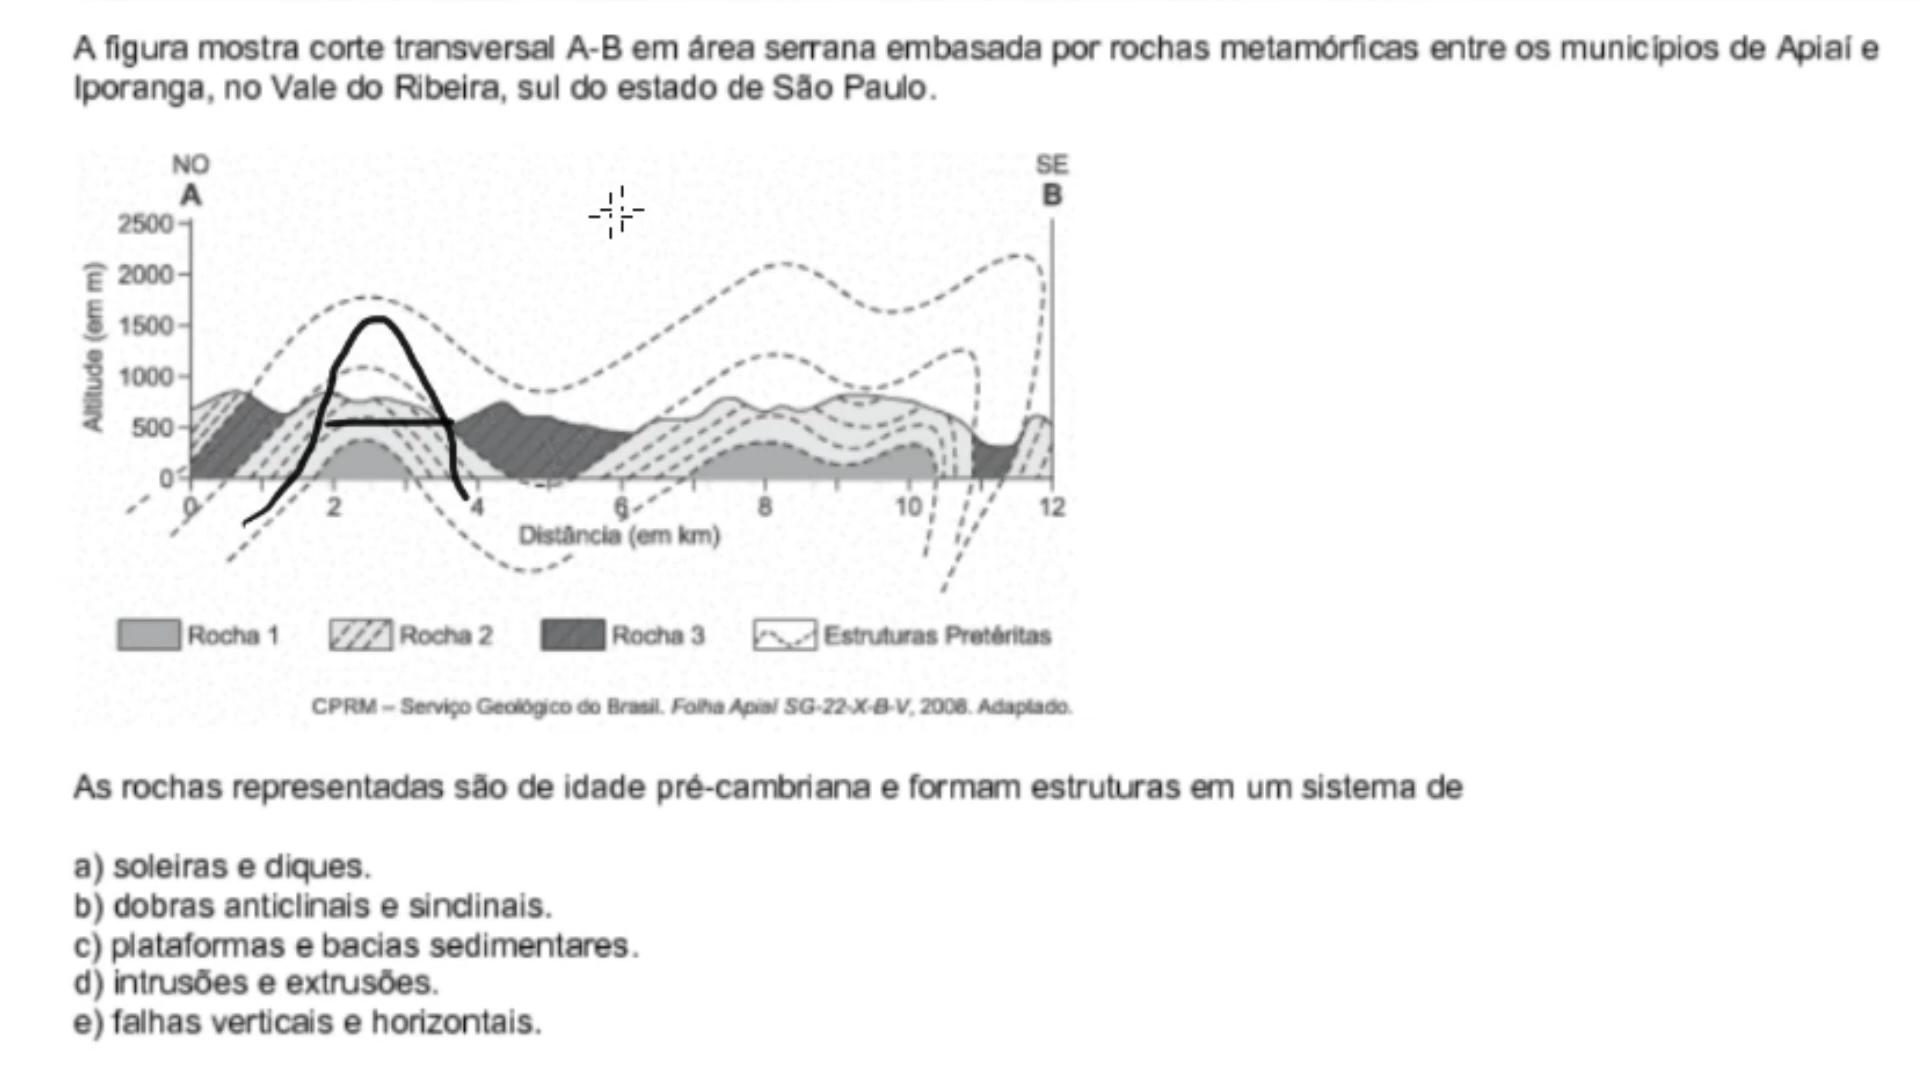 A figura mostra corte transversal A-B em área serrana embasada por rochas metamórficas entre os municípios de Apiaí e
Iporanga, no Vale do Ribeira, sul do estado de São Paulo.
NO
SE
A
B
2500
2000
1500
1000
500
0
Altitude (em m)
0
2
4
6
8
10
12
Distância (em km)
Rocha 1
Rocha 2
Rocha 3
Estruturas Pretéritas
CPRM – Serviço Geológico do Brasil. Folha Apiaí SG-22-X-B-V, 2008. Adaptado.
As rochas representadas são de idade pré-cambriana e formam estruturas em um sistema de
a) soleiras e diques.
b) dobras anticlinais e sinclinais.
c) plataformas e bacias sedimentares.
d) intrusões e extrusões.
e) falhas verticais e horizontais.